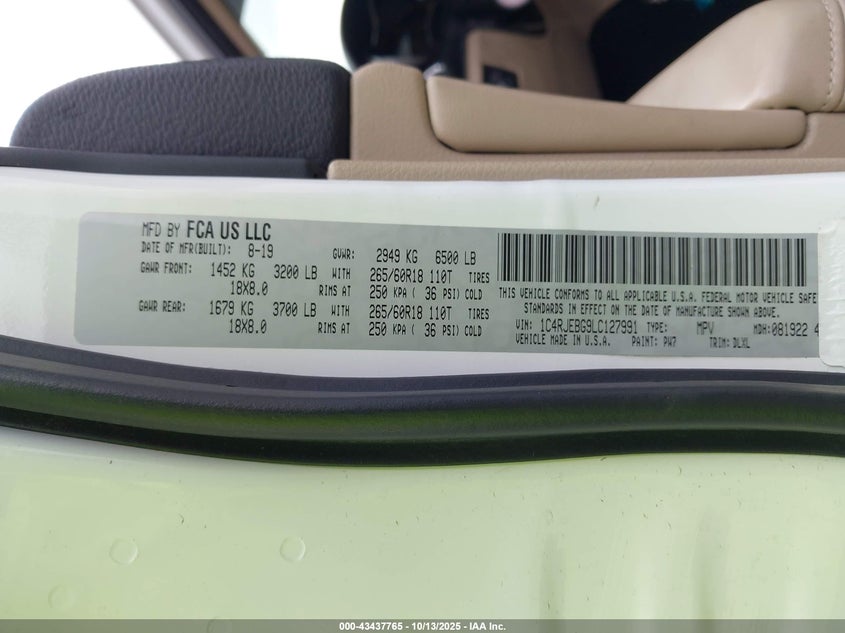 MFD BY FCA US LLC
DATE OF MFR(BUILT): 8-19 GVWR: 2949 KG 6500 LB
GAWR FRONT: 1452 KG 3200 LB WITH 265/60R18 110T TIRES
18X8.0 RIMS AT 250 KPA ( 36 PSI) COLD
GAWR REAR: 1679 KG 3700 LB WITH 265/60R18 110T TIRES
18X8.0 RIMS AT 250 KPA ( 36 PSI) COLD
THIS VEHICLE CONFORMS TO ALL APPLICABLE U.S.A. FEDERAL MOTOR VEHICLE SAFE
STANDARDS IN EFFECT ON THE DATE OF MANUFACTURE SHOWN ABOVE.
VIN: 1C4RJEBG9LC127991 TYPE: MPV MDH: 081922 4
VEHICLE MADE IN U.S.A. PAINT: PW7 TRIM: DLXL
000-43437765 - 10/13/2025 - IAA Inc.